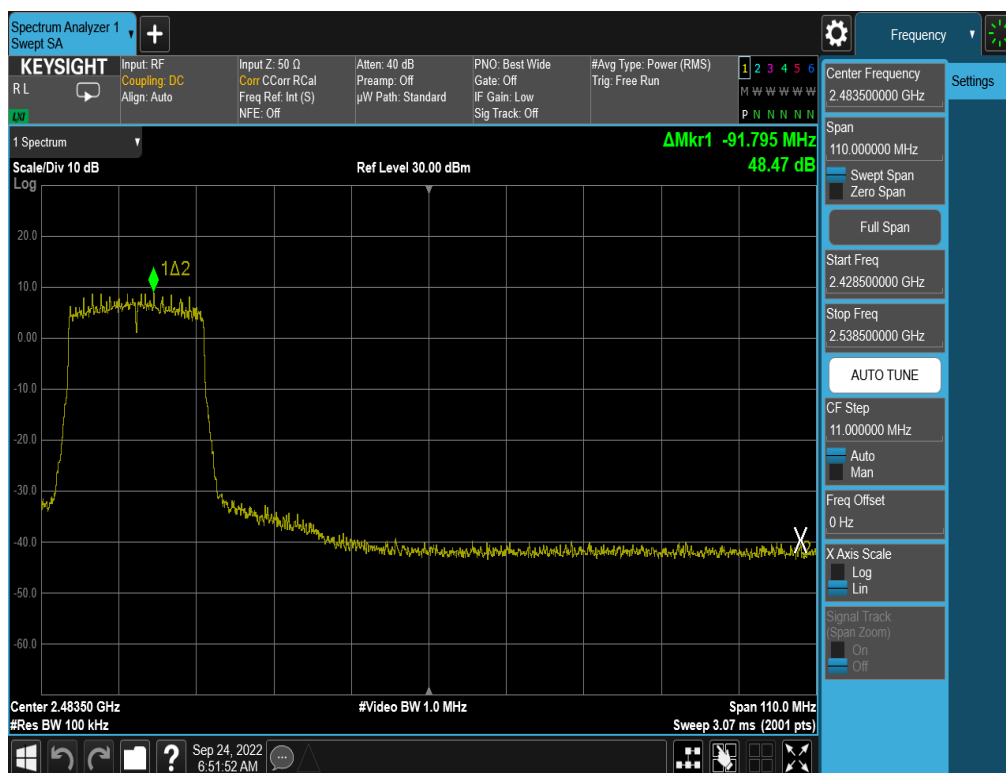 Spectrum Analyzer 1
Swept SA
+
Frequency
KEYSIGHT
R L
LXI
Input: RF
Coupling: DC
Align: Auto
Input Z: 50 Ω
Corr CCorr RCal
Freq Ref: Int (S)
NFE: Off
Atten: 40 dB
Preamp: Off
µW Path: Standard
PNO: Best Wide
Gate: Off
IF Gain: Low
Sig Track: Off
#Avg Type: Power (RMS)
Trig: Free Run
1 2 3 4 5 6
M W W W W W
P N N N N N
1 Spectrum
Scale/Div 10 dB
Log
Ref Level 30.00 dBm
ΔMkr1 -91.795 MHz
48.47 dB
20.0
10.0
0.00
-10.0
-20.0
-30.0
-40.0
-50.0
-60.0
1Δ2
X
Center 2.48350 GHz
#Res BW 100 kHz
#Video BW 1.0 MHz
Span 110.0 MHz
Sweep 3.07 ms (2001 pts)
Center Frequency
2.483500000 GHz
Settings
Span
110.000000 MHz
Swept Span
Zero Span
Full Span
Start Freq
2.428500000 GHz
Stop Freq
2.538500000 GHz
AUTO TUNE
CF Step
11.000000 MHz
Auto
Man
Freq Offset
0 Hz
X Axis Scale
Log
Lin
Signal Track
(Span Zoom)
On
Off
?
Sep 24, 2022
6:51:52 AM